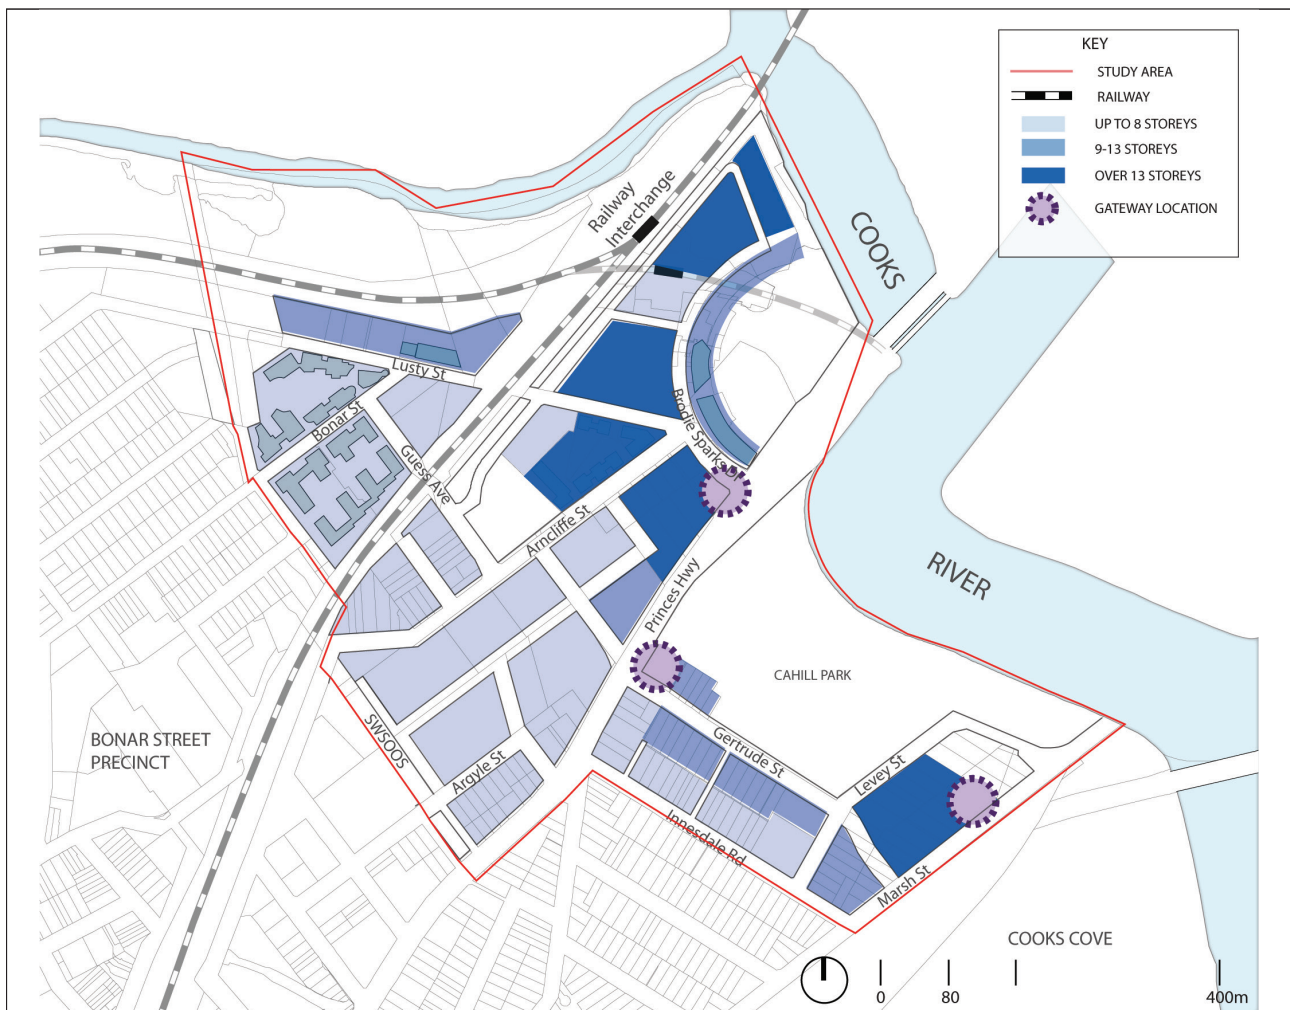 KEY
STUDY AREA
RAILWAY
UP TO 8 STOREYS
9-13 STOREYS
OVER 13 STOREYS
GATEWAY LOCATION
Railway
Interchange
COOKS
RIVER
Lusty St
Bonar St
Guess Ave
Brodie Sparks Dr
Arncliffe St
Princes Hwy
CAHILL PARK
BONAR STREET
PRECINCT
SWSOOS
Argyle St
Gertrude St
Levey St
Innesdale Rd
Marsh St
COOKS COVE
0
80
400m